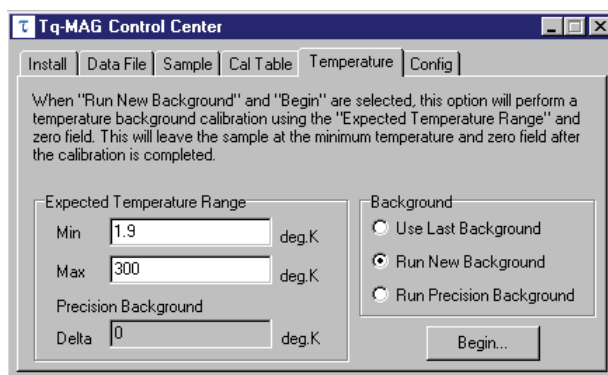 τ Tq-MAG Control Center
Install Data File Sample Cal Table Temperature Config
When "Run New Background" and "Begin" are selected, this option will perform a
temperature background calibration using the "Expected Temperature Range" and
zero field. This will leave the sample at the minimum temperature and zero field after
the calibration is completed.
Expected Temperature Range
Min 1.9 deg.K
Max 300 deg.K
Precision Background
Delta 0 deg.K
Background
Use Last Background
Run New Background
Run Precision Background
Begin...